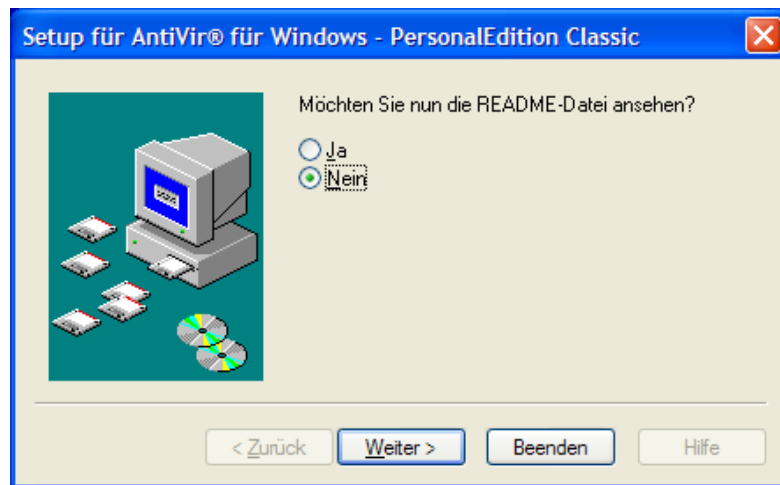 Setup für AntiVir® für Windows - PersonalEdition Classic
Möchten Sie nun die README-Datei ansehen?
Ja
Nein
< Zurück Weiter > Beenden Hilfe